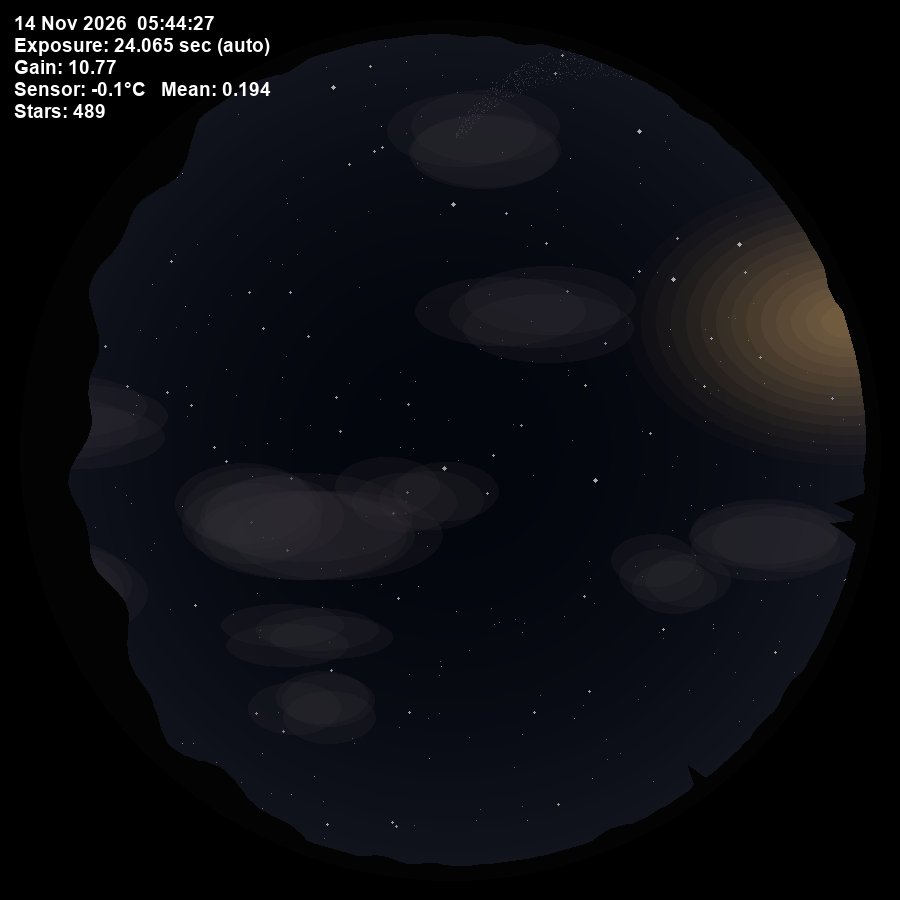 14 Nov 2026  05:44:27
Exposure: 24.065 sec (auto)
Gain: 10.77
Sensor: -0.1°C   Mean: 0.194
Stars: 489